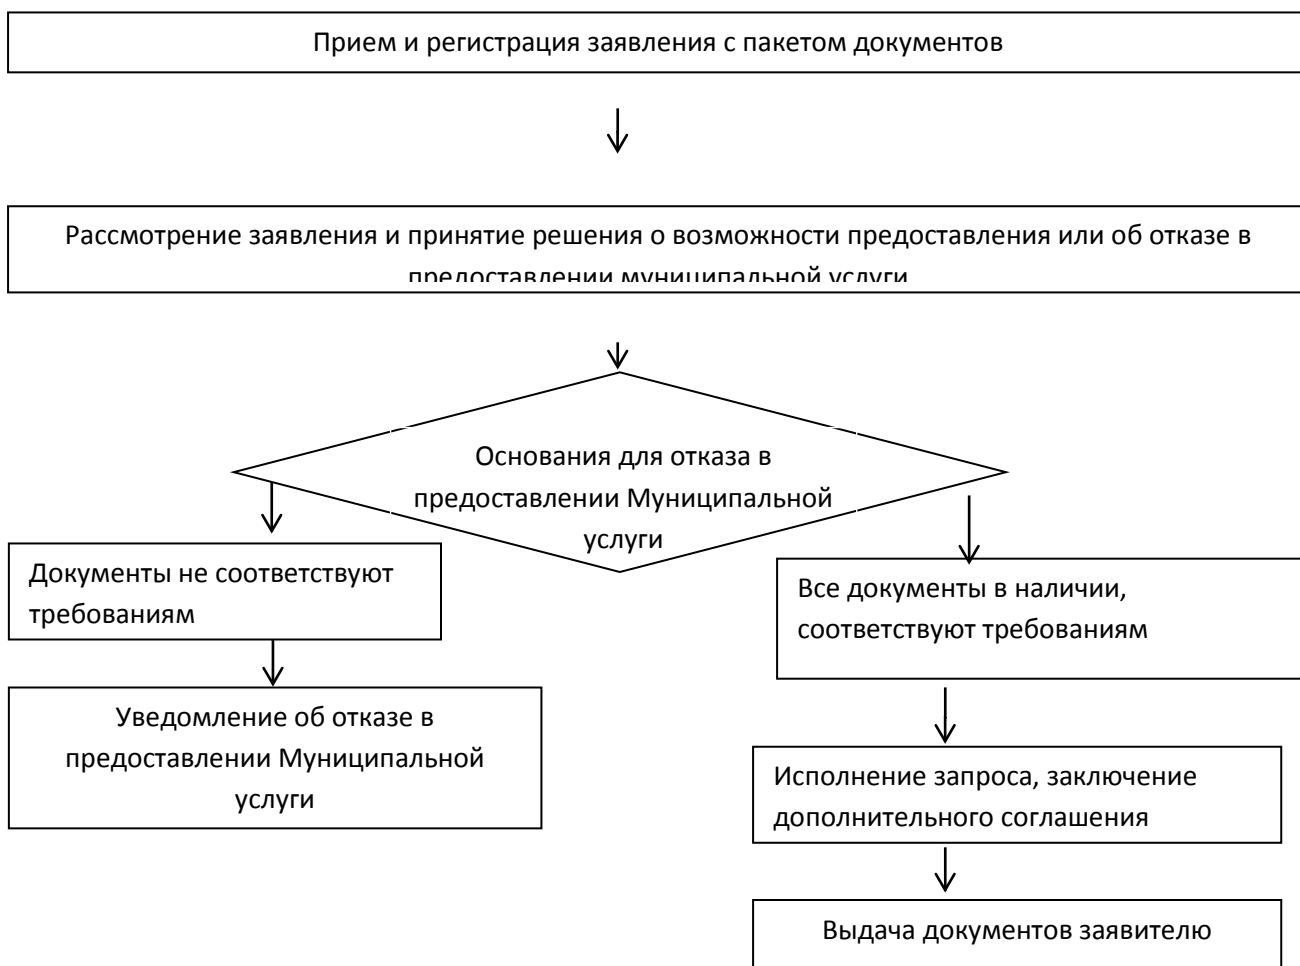 Прием и регистрация заявления с пакетом документов
Рассмотрение заявления и принятие решения о возможности предоставления или об отказе в
предоставлении муниципальной услуги
Основания для отказа в
предоставлении Муниципальной
услуги
Документы не соответствуют
требованиям
Все документы в наличии,
соответствуют требованиям
Уведомление об отказе в
предоставлении Муниципальной
услуги
Исполнение запроса, заключение
дополнительного соглашения
Выдача документов заявителю